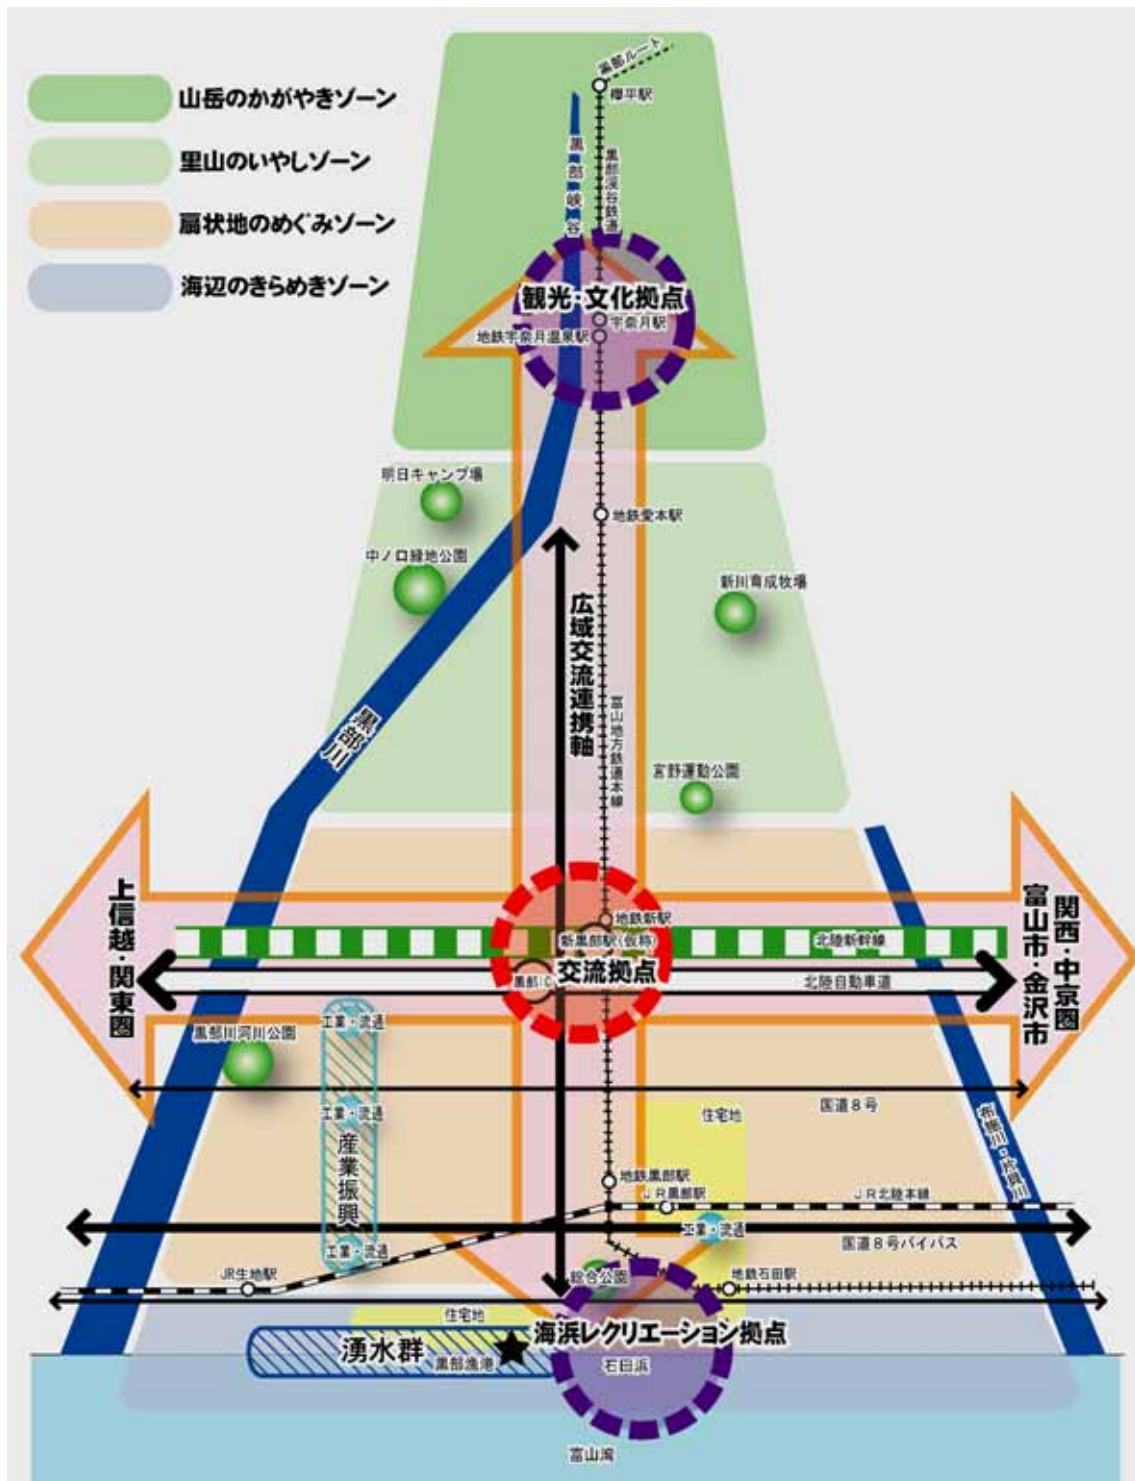 黒部ルート
欅平駅
山岳のかがやきゾーン
里山のいやしゾーン
扇状地のめぐみゾーン
海辺のきらめきゾーン
黒部峡谷
黒部渓谷鉄道
観光・文化拠点
宇奈月駅
地鉄宇奈月温泉駅
明日キャンプ場
地鉄愛本駅
中ノ口緑地公園
新川育成牧場
広域交流連携軸
富山地方鉄道本線
黒部川
宮野運動公園
上信越・関東圏
関西・中京圏
富山市・金沢市
地鉄新駅
新黒部駅(仮称)
北陸新幹線
交流拠点
黒部IC
北陸自動車道
工業・流通
黒部川河川公園
国道8号
工業・流通
住宅地
布施川・片貝川
産業振興
地鉄黒部駅
JR黒部駅
JR北陸本線
工業・流通
国道8号バイパス
工業・流通
JR生地駅
総合公園
地鉄石田駅
住宅地
海浜レクリエーション拠点
湧水群
黒部漁港
石田浜
富山湾